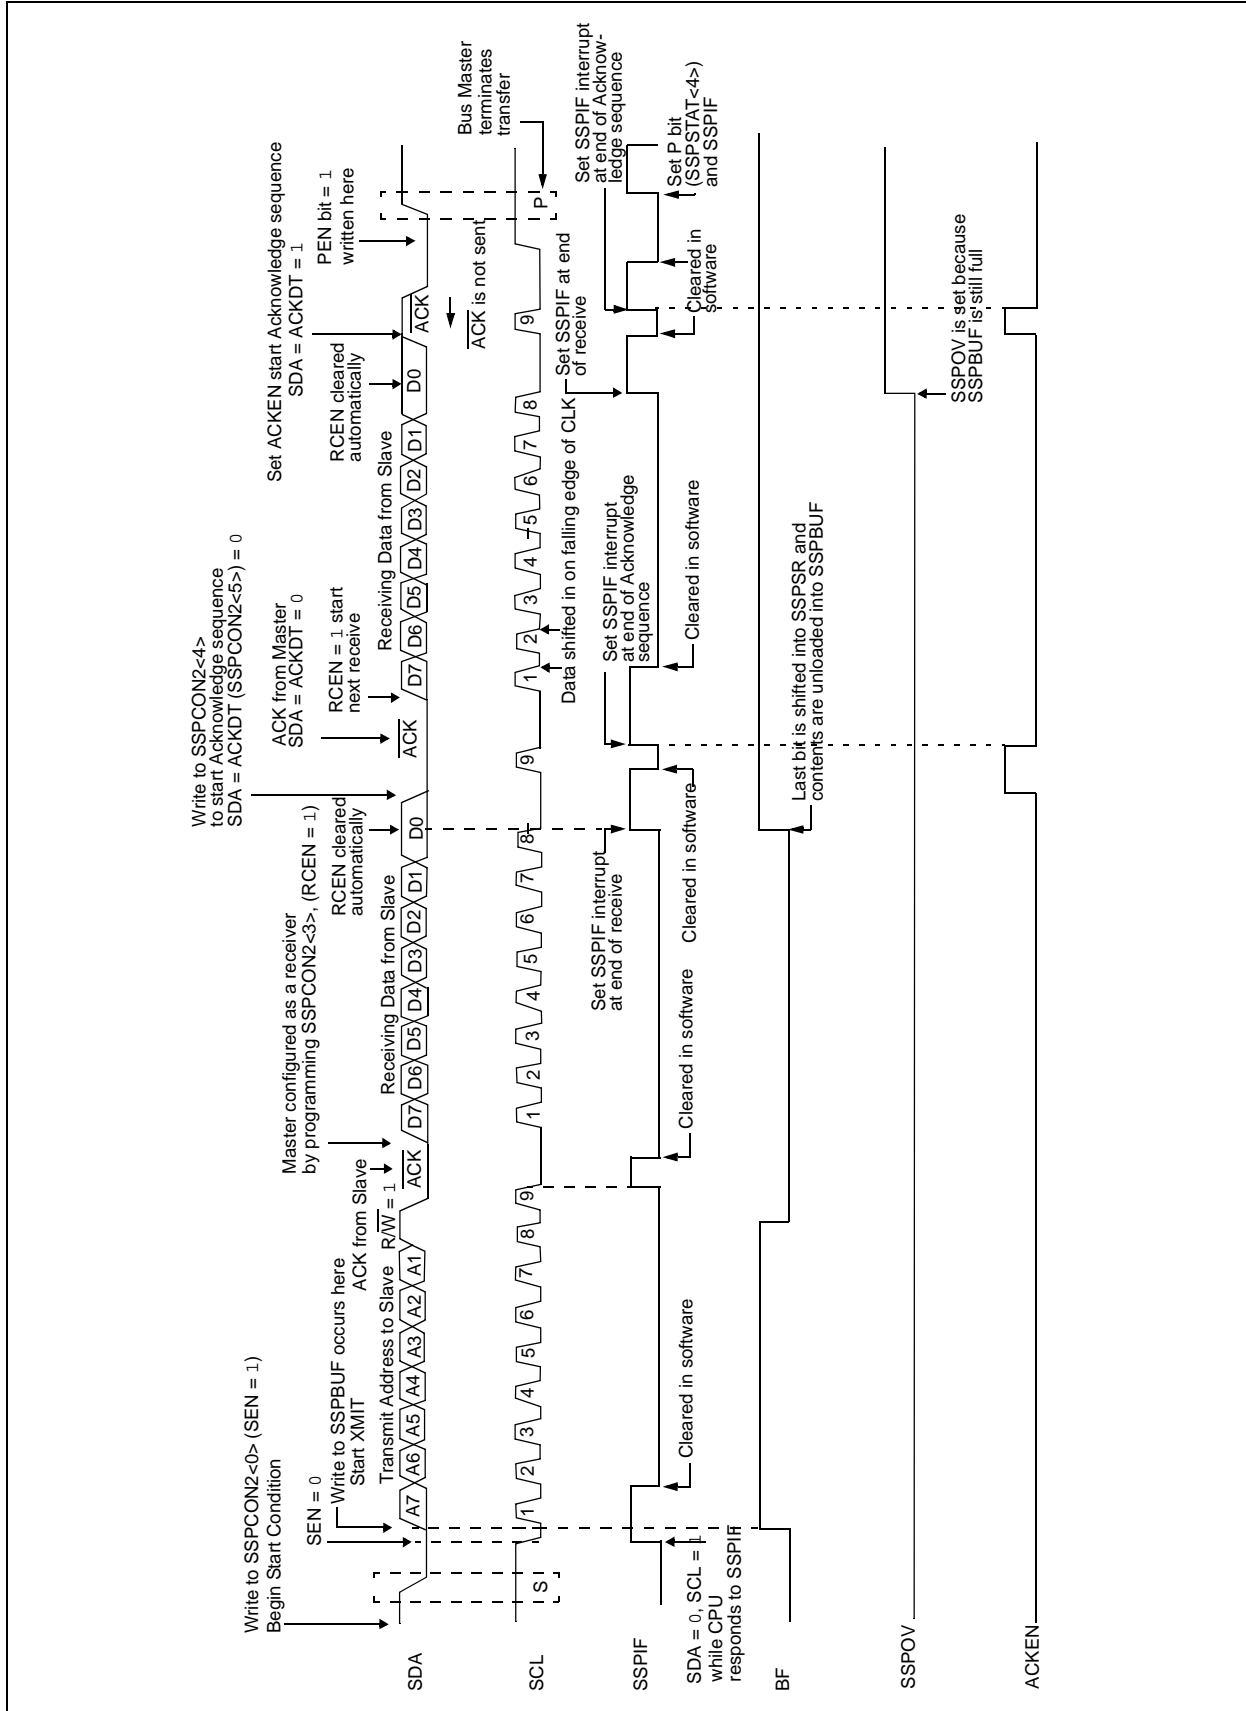 Write to SSPCON2<0> (SEN = 1)
Begin Start Condition
SEN = 0
Write to SSPBUF occurs here
Start XMIT
ACK from Slave
Master configured as a receiver
by programming SSPCON2<3>, (RCEN = 1)
RCEN cleared
automatically
Write to SSPCON2<4>
to start Acknowledge sequence
SDA = ACKDT (SSPCON2<5>) = 0
ACK from Master
SDA = ACKDT = 0
RCEN = 1 start
next receive
RCEN cleared
automatically
Set ACKEN start Acknowledge sequence
SDA = ACKDT = 1
PEN bit = 1
written here
Transmit Address to Slave
R/W = 1
Receiving Data from Slave
Receiving Data from Slave
SDA
A7 A6 A5 A4 A3 A2 A1
ACK
D7 D6 D5 D4 D3 D2 D1 D0
ACK
D7 D6 D5 D4 D3 D2 D1 D0
ACK
ACK is not sent
Bus Master
terminates
transfer
SCL
S
1 2 3 4 5 6 7 8 9
1 2 3 4 5 6 7 8 9
1 2 3 4 5 6 7 8 9
P
Data shifted in on falling edge of CLK
Set SSPIF interrupt
at end of receive
Set SSPIF interrupt
at end of Acknowledge
sequence
Set SSPIF at end
of receive
Set SSPIF interrupt
at end of Acknow-
ledge sequence
SSPIF
SDA = 0, SCL = 1
while CPU
responds to SSPIF
Cleared in software
Cleared in software
Cleared in software
Cleared in software
Cleared in
software
Set P bit
(SSPSTAT<4>)
and SSPIF
BF
Last bit is shifted into SSPSR and
contents are unloaded into SSPBUF
SSPOV
SSPOV is set because
SSPBUF is still full
ACKEN